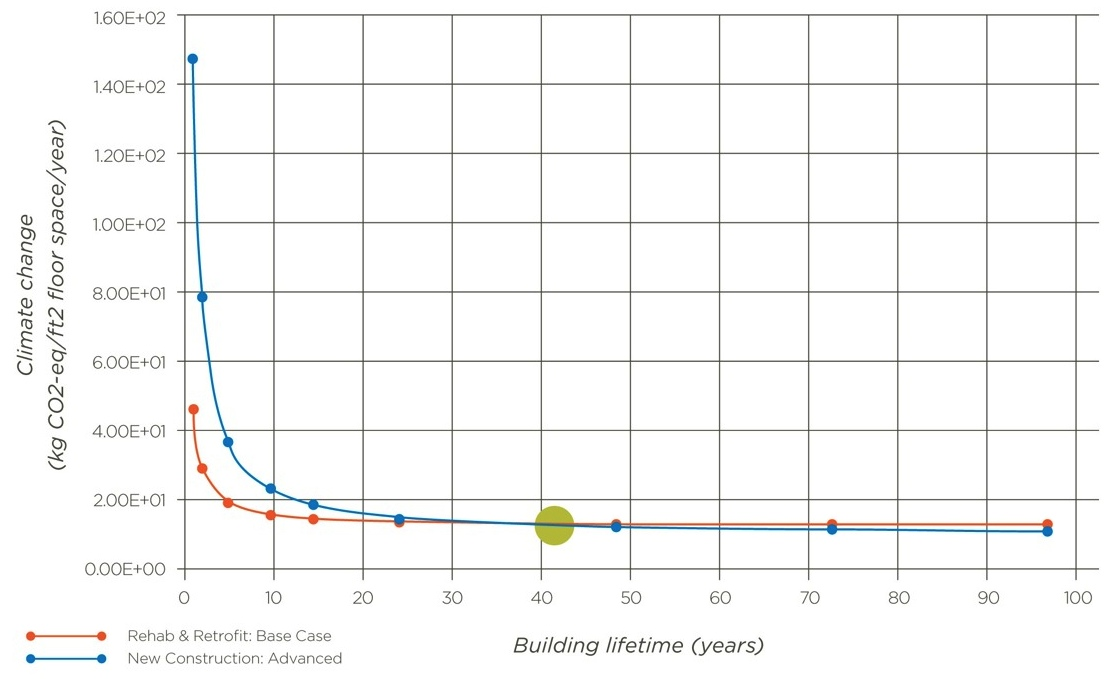 Climate change
(kg CO2-eq/ft2 floor space/year)
1.60E+02
1.40E+02
1.20E+02
1.00E+02
8.00E+01
6.00E+01
4.00E+01
2.00E+01
0.00E+00
0 10 20 30 40 50 60 70 80 90 100
Building lifetime (years)
Rehab & Retrofit: Base Case
New Construction: Advanced